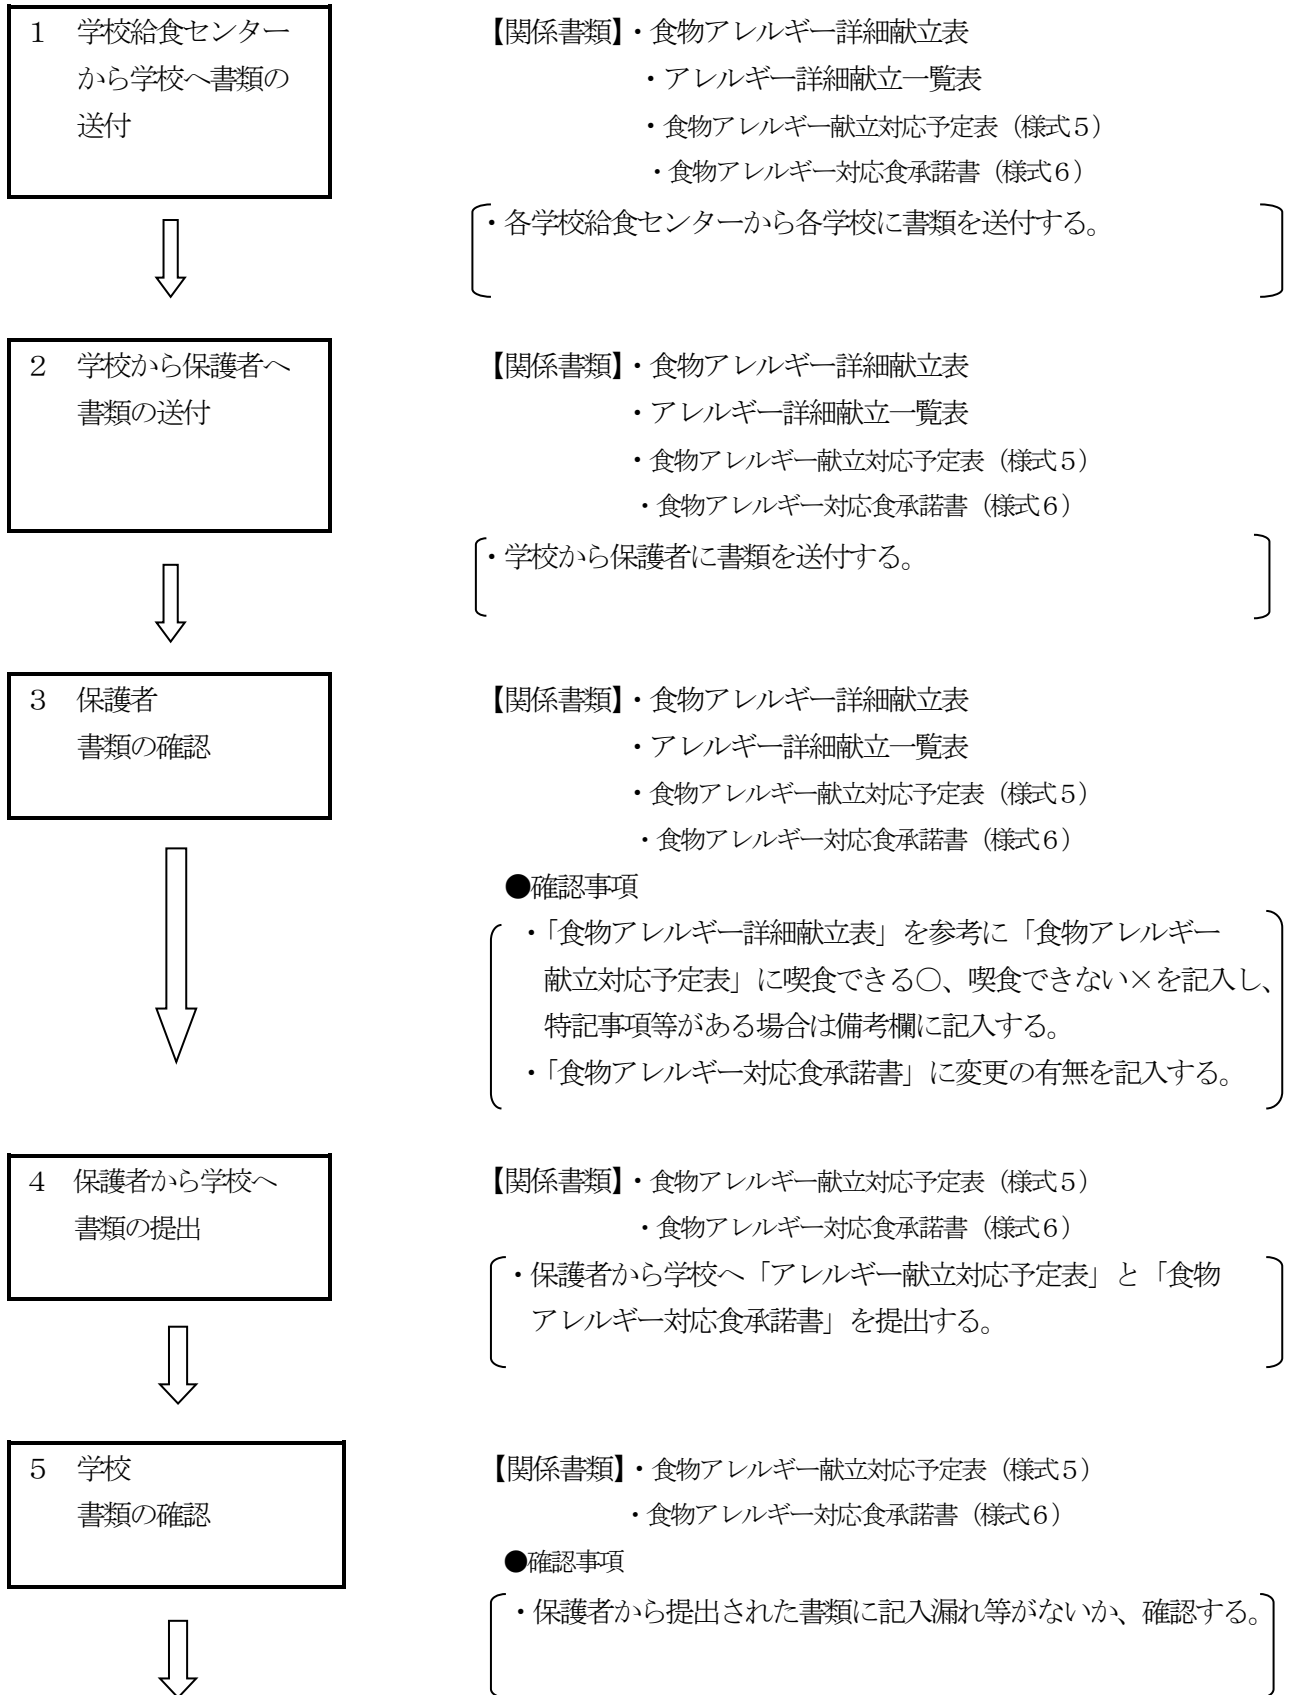 １　学校給食センター
から学校へ書類の
送付
【関係書類】・食物アレルギー詳細献立表
・アレルギー詳細献立一覧表
・食物アレルギー献立対応予定表（様式５）
・食物アレルギー対応食承諾書（様式６）
・各学校給食センターから各学校に書類を送付する。
２　学校から保護者へ
書類の送付
【関係書類】・食物アレルギー詳細献立表
・アレルギー詳細献立一覧表
・食物アレルギー献立対応予定表（様式５）
・食物アレルギー対応食承諾書（様式６）
・学校から保護者に書類を送付する。
３　保護者
書類の確認
【関係書類】・食物アレルギー詳細献立表
・アレルギー詳細献立一覧表
・食物アレルギー献立対応予定表（様式５）
・食物アレルギー対応食承諾書（様式６）
●確認事項
・「食物アレルギー詳細献立表」を参考に「食物アレルギー
献立対応予定表」に喫食できる○、喫食できない×を記入し、
特記事項等がある場合は備考欄に記入する。
・「食物アレルギー対応食承諾書」に変更の有無を記入する。
４　保護者から学校へ
書類の提出
【関係書類】・食物アレルギー献立対応予定表（様式５）
・食物アレルギー対応食承諾書（様式６）
・保護者から学校へ「アレルギー献立対応予定表」と「食物
アレルギー対応食承諾書」を提出する。
５　学校
書類の確認
【関係書類】・食物アレルギー献立対応予定表（様式５）
・食物アレルギー対応食承諾書（様式６）
●確認事項
・保護者から提出された書類に記入漏れ等がないか、確認する。